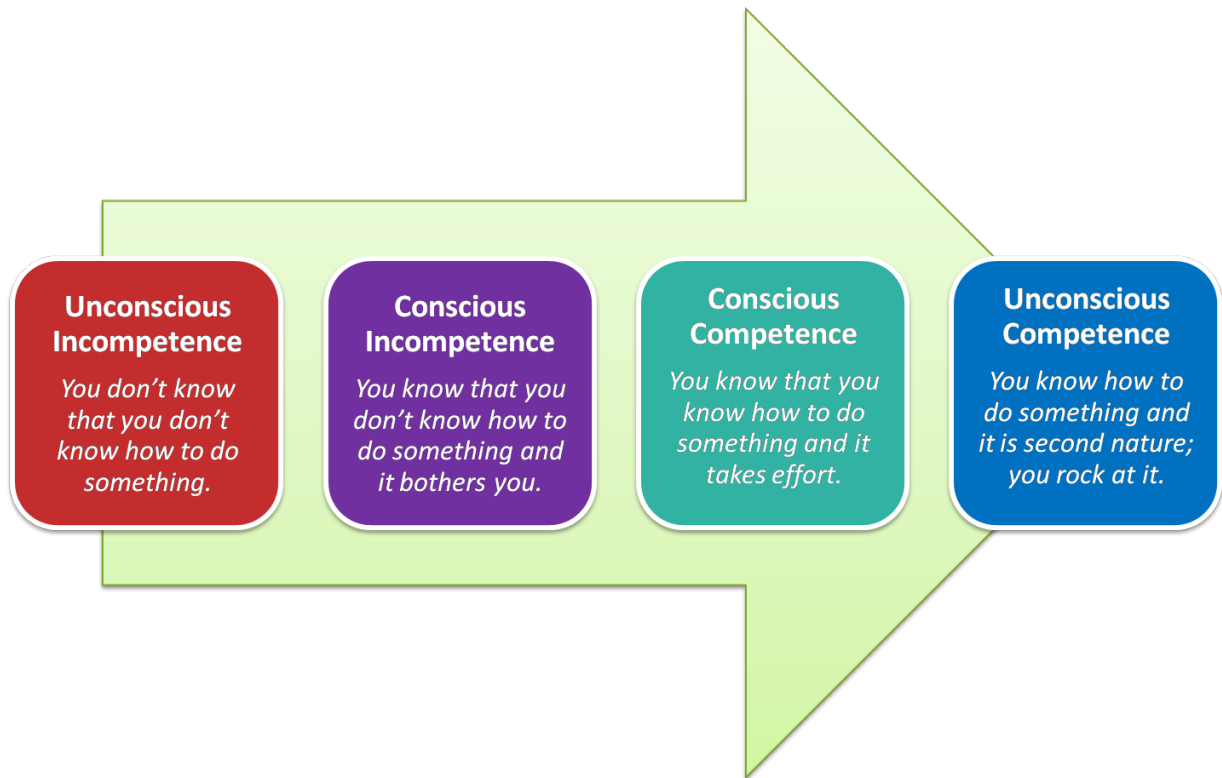 Unconscious
Incompetence
You don’t know
that you don’t
know how to do
something.
Conscious
Incompetence
You know that you
don’t know how to
do something and
it bothers you.
Conscious
Competence
You know that you
know how to do
something and it
takes effort.
Unconscious
Competence
You know how to
do something and
it is second nature;
you rock at it.